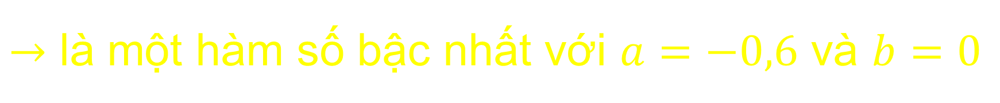 → là một hàm số bậc nhất với a = −0,6 và b = 0